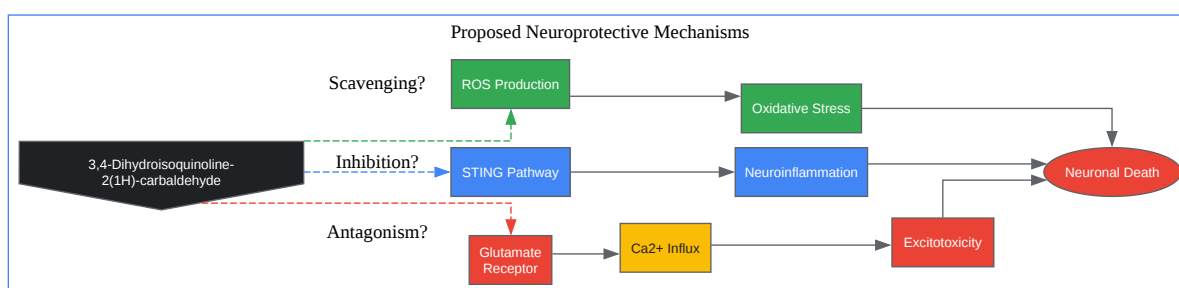 Proposed Neuroprotective Mechanisms
Scavenging?
ROS Production
Oxidative Stress
3,4-Dihydroisoquinoline-
2(1H)-carbaldehyde
Inhibition?
STING Pathway
Neuroinflammation
Neuronal Death
Antagonism?
Glutamate
Receptor
Ca2+ Influx
Excitotoxicity